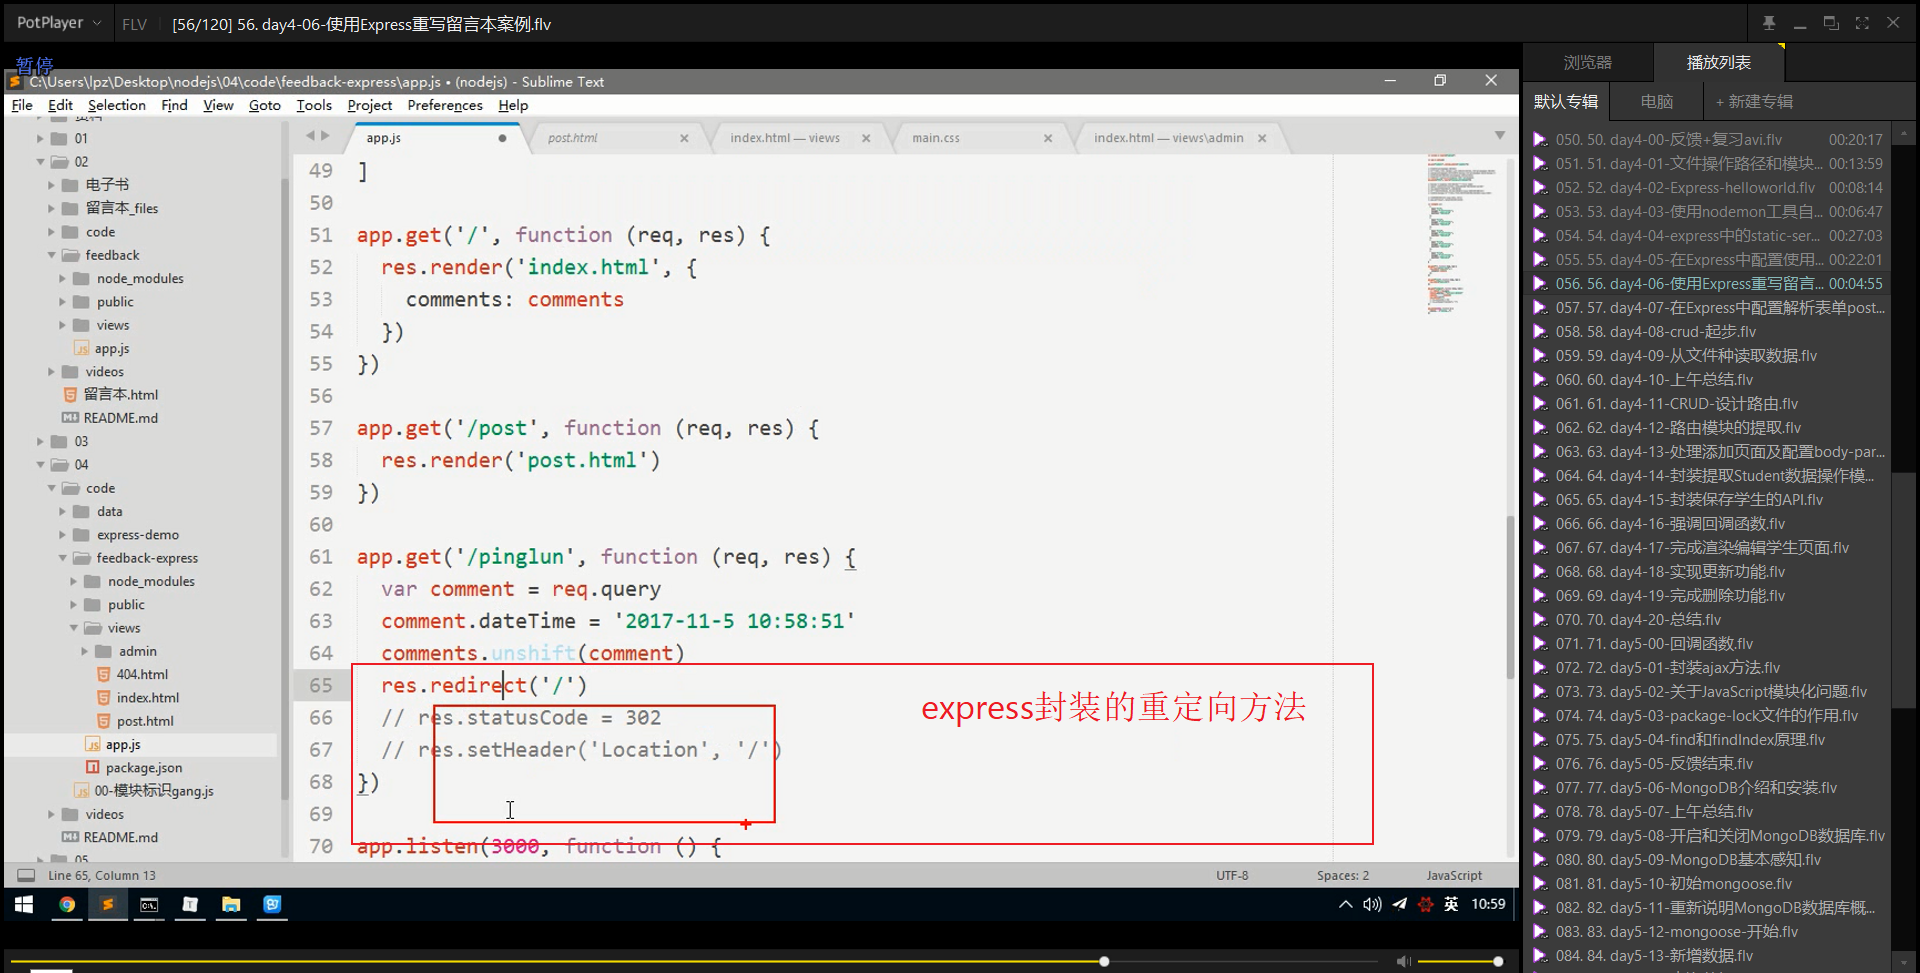 PotPlayer
FLV
[56/120] 56. day4-06-使用Express重写留言本案例.flv
暂停
C:\Users\lpz\Desktop\nodejs\04\code\feedback-express\app.js • (nodejs) - Sublime Text
File Edit Selection Find View Goto Tools Project Preferences Help
资料
01
02
电子书
留言本_files
code
feedback
node_modules
public
views
app.js
videos
留言本.html
README.md
03
04
code
data
express-demo
feedback-express
node_modules
public
views
admin
404.html
index.html
post.html
app.js
package.json
00-模块标识gang.js
videos
README.md
05
app.js
post.html
index.html — views
main.css
index.html — views\admin
49 ]
50
51 app.get('/', function (req, res) {
52 res.render('index.html', {
53 comments: comments
54 })
55 })
56
57 app.get('/post', function (req, res) {
58 res.render('post.html')
59 })
60
61 app.get('/pinglun', function (req, res) {
62 var comment = req.query
63 comment.dateTime = '2017-11-5 10:58:51'
64 comments.unshift(comment)
65 res.redirect('/')
66 // res.statusCode = 302
67 // res.setHeader('Location', '/')
68 })
69
70 app.listen(3000, function () {
express封装的重定向方法
Line 65, Column 13
UTF-8
Spaces: 2
JavaScript
英
10:59
浏览器
播放列表
默认专辑
电脑
+ 新建专辑
050. 50. day4-00-反馈+复习avi.flv 00:20:17
051. 51. day4-01-文件操作路径和模块... 00:13:59
052. 52. day4-02-Express-helloworld.flv 00:08:14
053. 53. day4-03-使用nodemon工具自... 00:06:47
054. 54. day4-04-express中的static-ser... 00:27:03
055. 55. day4-05-在Express中配置使用... 00:22:01
056. 56. day4-06-使用Express重写留言... 00:04:55
057. 57. day4-07-在Express中配置解析表单post...
058. 58. day4-08-crud-起步.flv
059. 59. day4-09-从文件种读取数据.flv
060. 60. day4-10-上午总结.flv
061. 61. day4-11-CRUD-设计路由.flv
062. 62. day4-12-路由模块的提取.flv
063. 63. day4-13-处理添加页面及配置body-par...
064. 64. day4-14-封装提取Student数据操作模...
065. 65. day4-15-封装保存学生的API.flv
066. 66. day4-16-强调回调函数.flv
067. 67. day4-17-完成渲染编辑学生页面.flv
068. 68. day4-18-实现更新功能.flv
069. 69. day4-19-完成删除功能.flv
070. 70. day4-20-总结.flv
071. 71. day5-00-回调函数.flv
072. 72. day5-01-封装ajax方法.flv
073. 73. day5-02-关于JavaScript模块化问题.flv
074. 74. day5-03-package-lock文件的作用.flv
075. 75. day5-04-find和findIndex原理.flv
076. 76. day5-05-反馈结束.flv
077. 77. day5-06-MongoDB介绍和安装.flv
078. 78. day5-07-上午总结.flv
079. 79. day5-08-开启和关闭MongoDB数据库.flv
080. 80. day5-09-MongoDB基本感知.flv
081. 81. day5-10-初始mongoose.flv
082. 82. day5-11-重新说明MongoDB数据库概...
083. 83. day5-12-mongoose-开始.flv
084. 84. day5-13-新增数据.flv